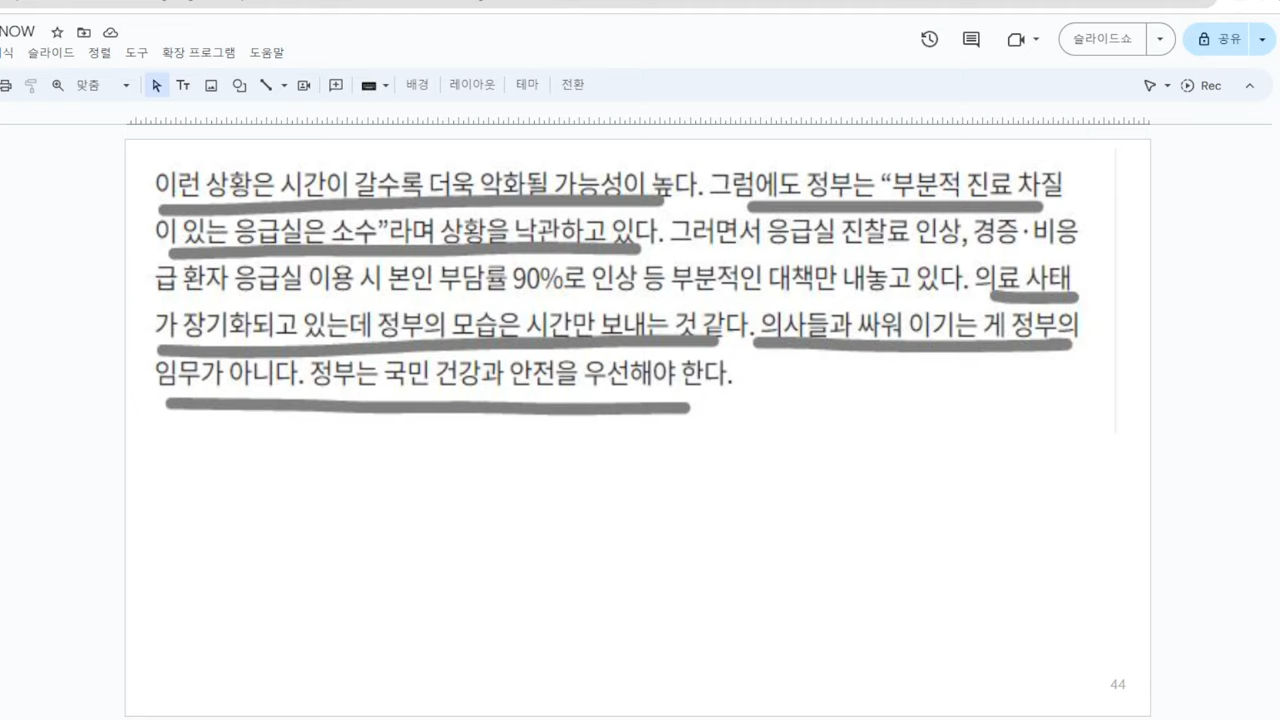 NOW
슬라이드 정렬 도구 확장 프로그램 도움말
슬라이드쇼
공유
맞춤 Tт 배경 레이아웃 테마 전환 Rec
이런 상황은 시간이 갈수록 더욱 악화될 가능성이 높다. 그럼에도 정부는 “부분적 진료 차질
이 있는 응급실은 소수”라며 상황을 낙관하고 있다. 그러면서 응급실 진찰료 인상, 경증·비응
급 환자 응급실 이용 시 본인 부담률 90%로 인상 등 부분적인 대책만 내놓고 있다. 의료 사태
가 장기화되고 있는데 정부의 모습은 시간만 보내는 것 같다. 의사들과 싸워 이기는 게 정부의
임무가 아니다. 정부는 국민 건강과 안전을 우선해야 한다.
44